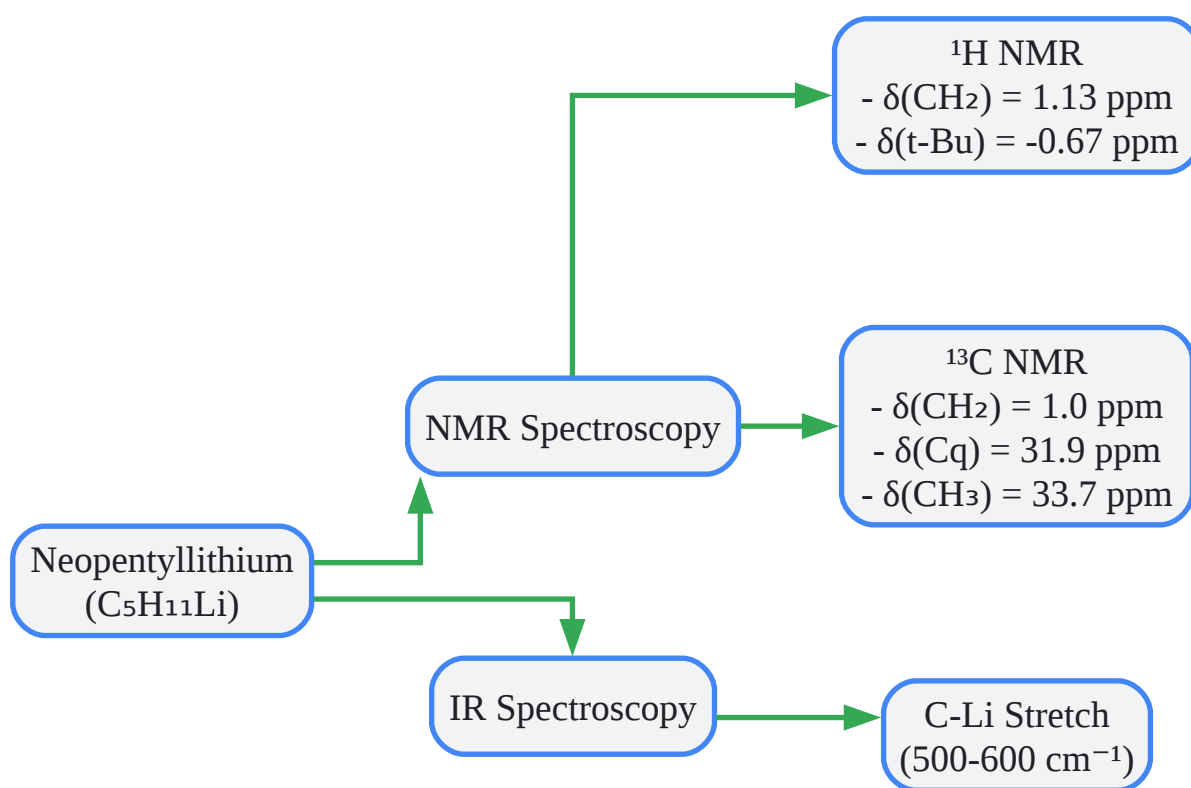 ¹H NMR
- δ(CH₂) = 1.13 ppm
- δ(t-Bu) = -0.67 ppm
¹³C NMR
- δ(CH₂) = 1.0 ppm
- δ(Cq) = 31.9 ppm
- δ(CH₃) = 33.7 ppm
NMR Spectroscopy
Neopentyllithium
(C₅H₁₁Li)
IR Spectroscopy
C-Li Stretch
(500-600 cm⁻¹)